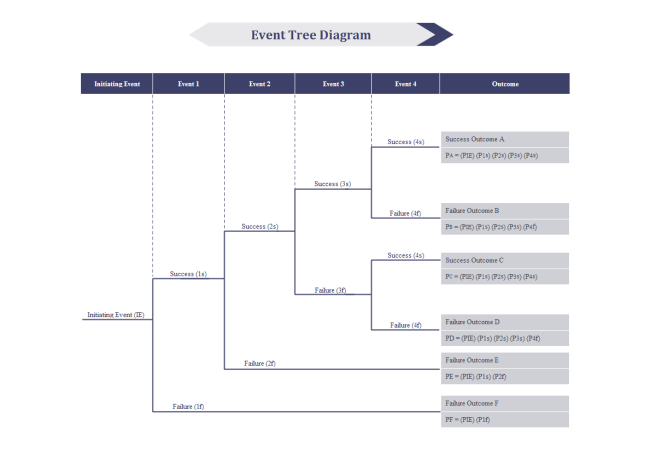 Event Tree Diagram
Initiating Event Event 1 Event 2 Event 3 Event 4 Outcome
Success (4s)
Success Outcome A
PA = (PIE) (P1s) (P2s) (P3s) (P4s)
Success (3s)
Failure (4f)
Failure Outcome B
PB = (PIE) (P1s) (P2s) (P3s) (P4f)
Success (2s)
Success (4s)
Success Outcome C
PC = (PIE) (P1s) (P2s) (P3s) (P4s)
Success (1s)
Failure (3f)
Initiating Event (IE)
Failure (4f)
Failure Outcome D
PD = (PIE) (P1s) (P2s) (P3s) (P4f)
Failure (2f)
Failure Outcome E
PE = (PIE) (P1s) (P2f)
Failure (1f)
Failure Outcome F
PF = (PIE) (P1f)